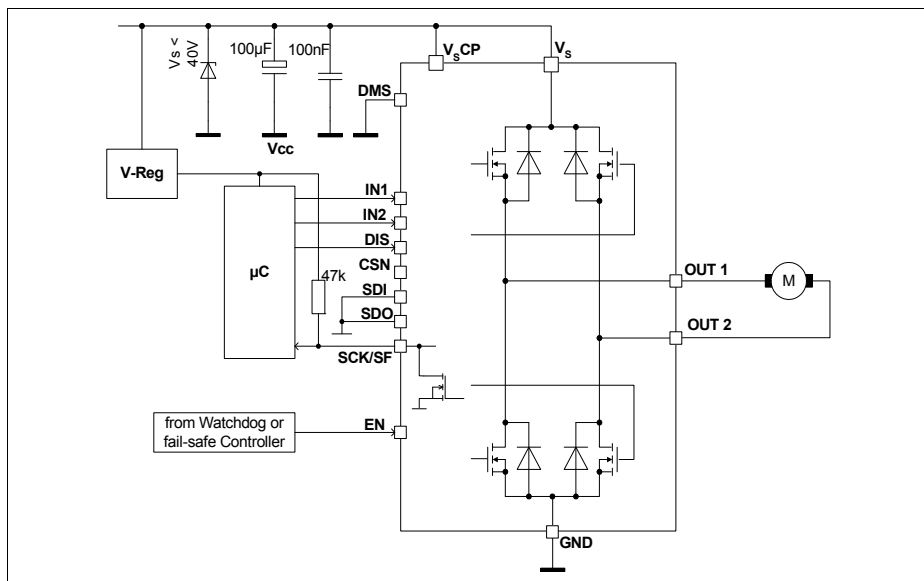 Vs <
40V
100µF
100nF
VsCP
Vs
DMS
Vcc
V-Reg
IN1
IN2
DIS
µC
CSN
47k
SDI
SDO
SCK/SF
OUT 1
M
OUT 2
from Watchdog or
fail-safe Controller
EN
GND